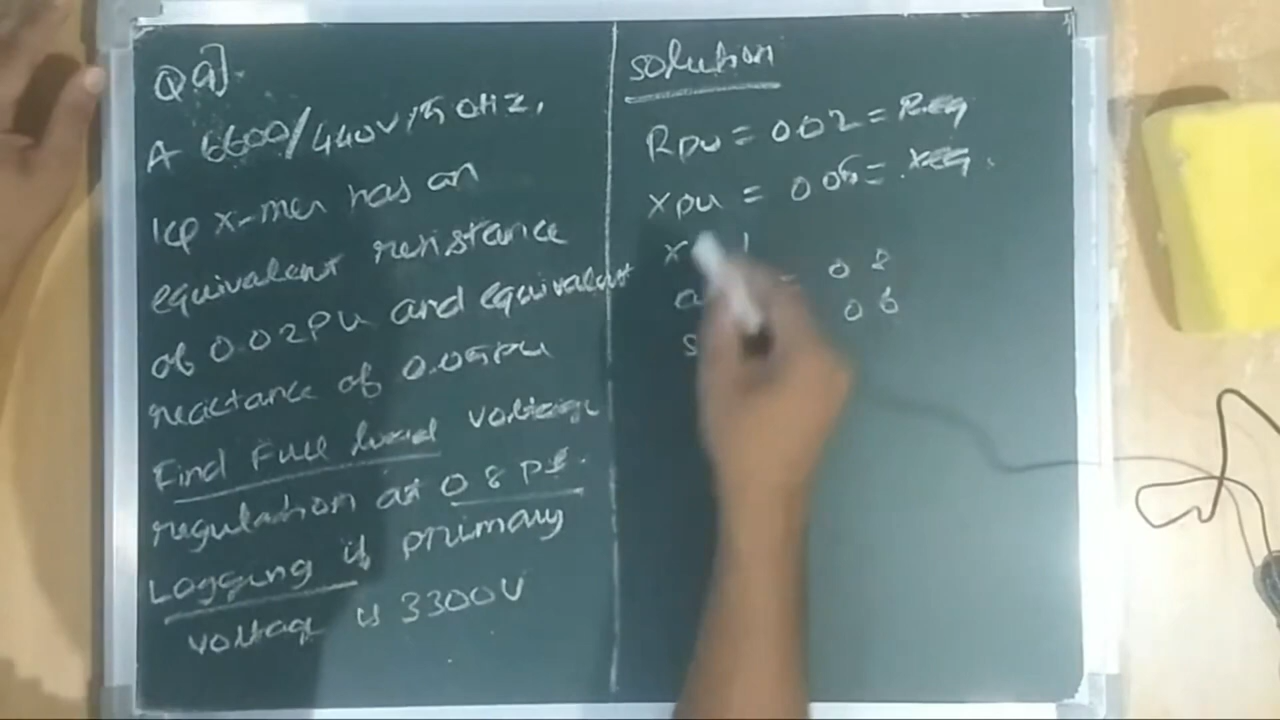 Q9].
A 6600/440V, 50Hz,
1φ x-mer has an
equivalent resistance
of 0.02PU and equivalent
reactance of 0.05PU
Find Full load voltage
regulation at 0.8 Pf.
Lagging if primary
voltage is 3300V
solution
Rpu = 0.02 = Req
xpu = 0.05 = xeq.
0.8
0.6